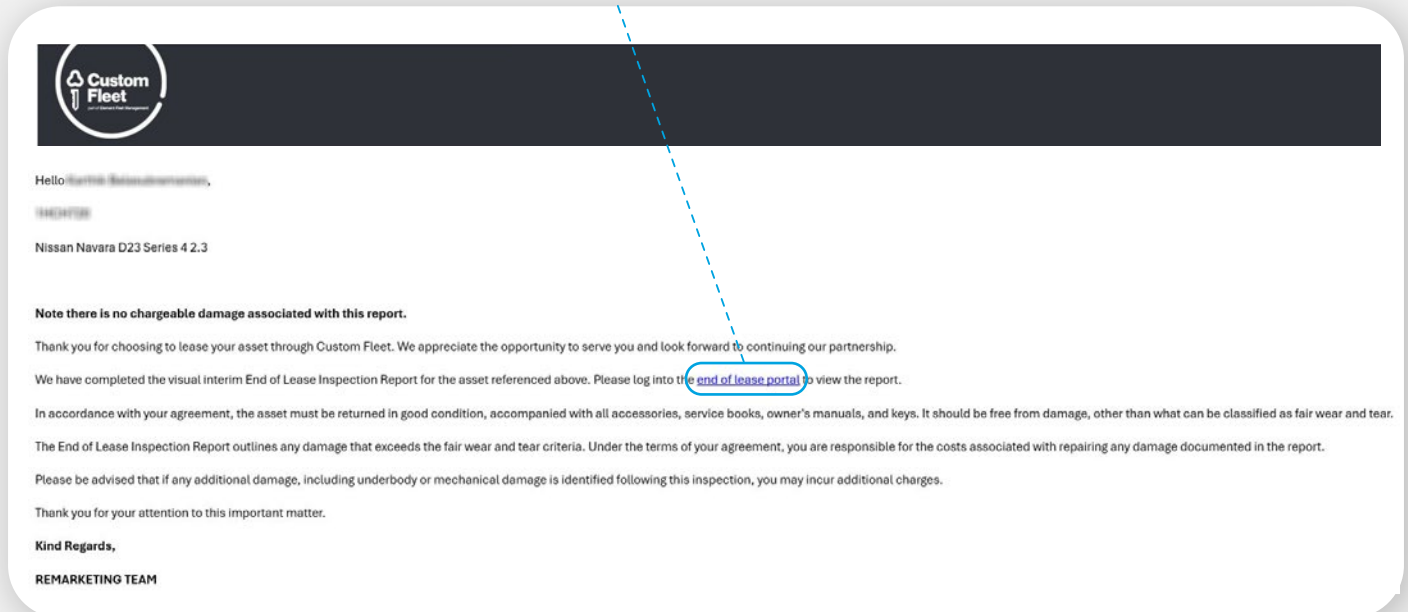 Custom
Fleet
part of Element Fleet Management
Hello
Nissan Navara D23 Series 4 2.3
Note there is no chargeable damage associated with this report.
Thank you for choosing to lease your asset through Custom Fleet. We appreciate the opportunity to serve you and look forward to continuing our partnership.
We have completed the visual interim End of Lease Inspection Report for the asset referenced above. Please log into the end of lease portal to view the report.
In accordance with your agreement, the asset must be returned in good condition, accompanied with all accessories, service books, owner's manuals, and keys. It should be free from damage, other than what can be classified as fair wear and tear.
The End of Lease Inspection Report outlines any damage that exceeds the fair wear and tear criteria. Under the terms of your agreement, you are responsible for the costs associated with repairing any damage documented in the report.
Please be advised that if any additional damage, including underbody or mechanical damage is identified following this inspection, you may incur additional charges.
Thank you for your attention to this important matter.
Kind Regards,
REMARKETING TEAM